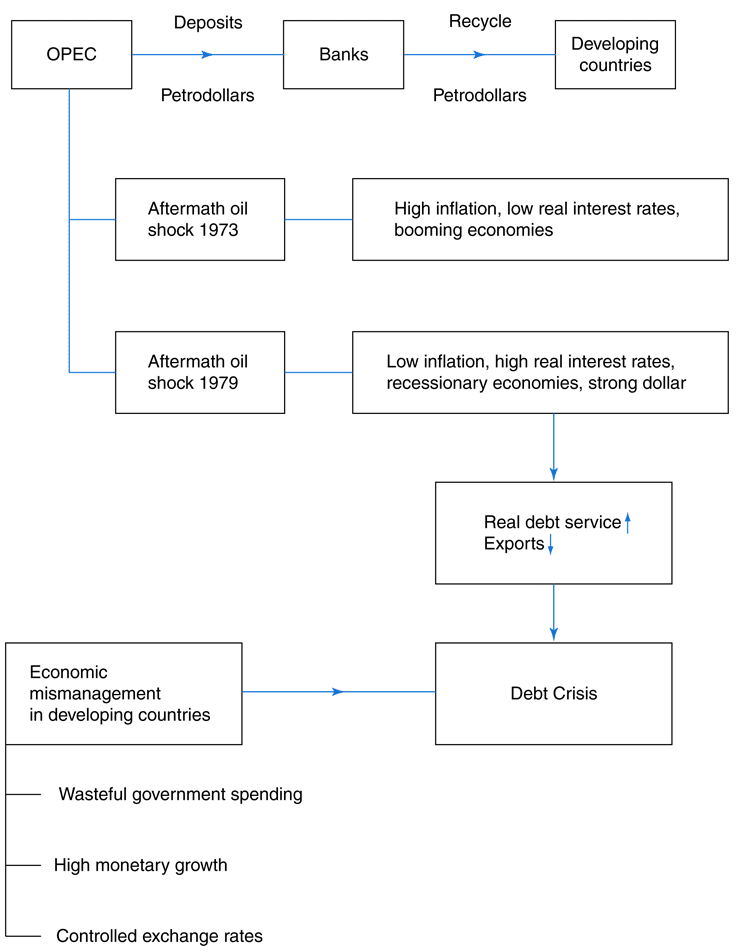 Deposits
Recycle
OPEC
Banks
Developing
countries
Petrodollars
Petrodollars
Aftermath oil
shock 1973
High inflation, low real interest rates,
booming economies
Aftermath oil
shock 1979
Low inflation, high real interest rates,
recessionary economies, strong dollar
Real debt service
Exports
Economic
mismanagement
in developing countries
Debt Crisis
Wasteful government spending
High monetary growth
Controlled exchange rates